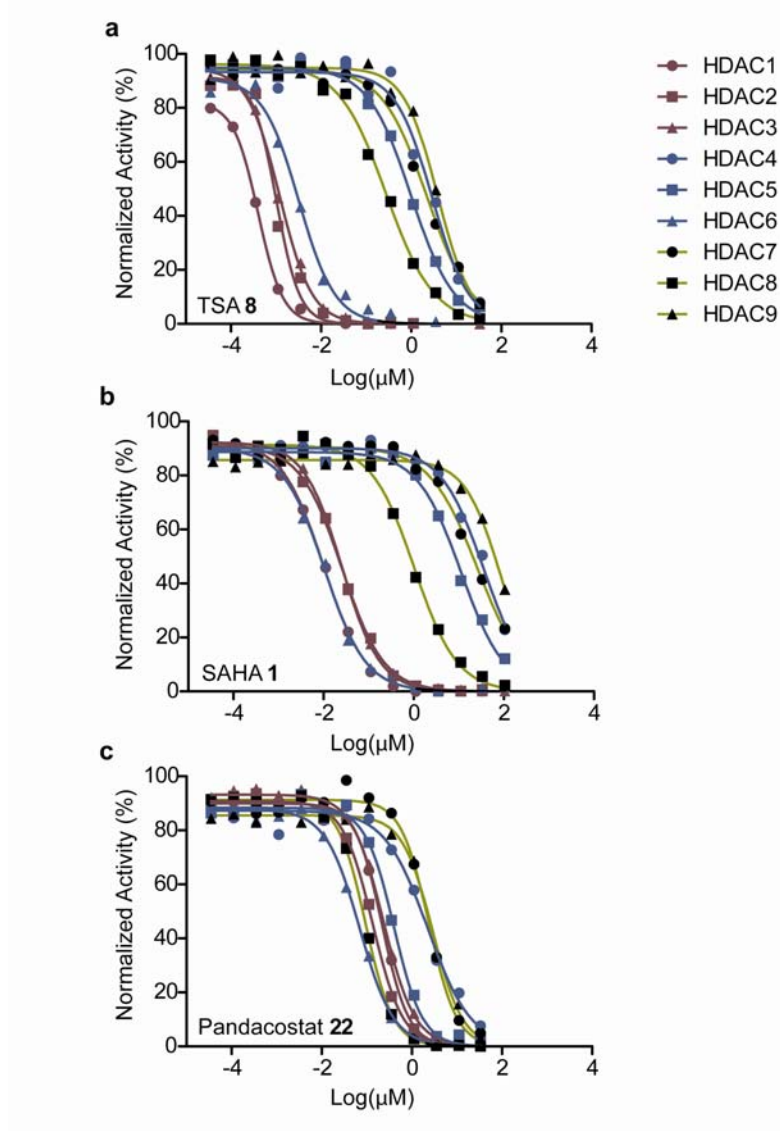 a
Normalized Activity (%)
100
80
60
40
20
0
TSA 8
-4
-2
0
2
4
Log(µM)
HDAC1
HDAC2
HDAC3
HDAC4
HDAC5
HDAC6
HDAC7
HDAC8
HDAC9
b
Normalized Activity (%)
100
80
60
40
20
0
SAHA 1
-4
-2
0
2
4
Log(µM)
c
Normalized Activity (%)
100
80
60
40
20
0
Pandacostat 22
-4
-2
0
2
4
Log(µM)